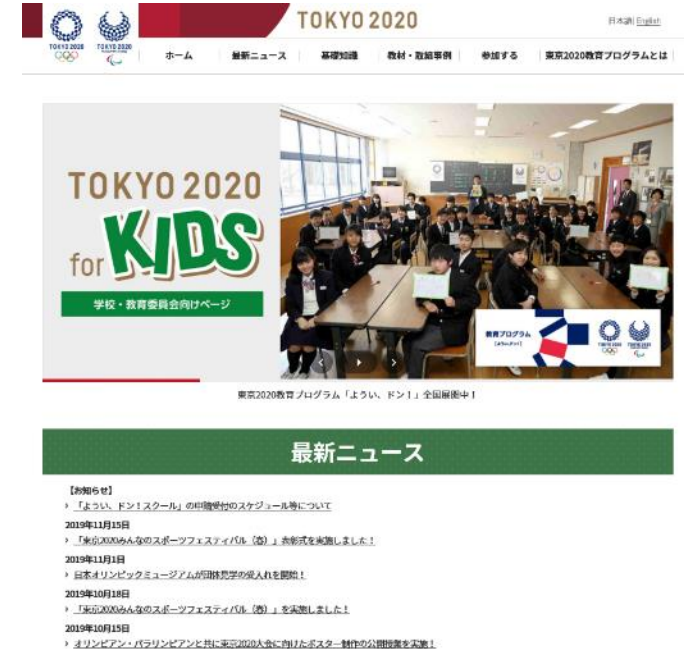 TOKYO 2020
日本語| English
TOKYO 2020
TOKYO 2020
ホーム
最新ニュース
基礎知識
教材・取組事例
参加する
東京2020教育プログラムとは
TOKYO 2020
for KIDS
学校・教育委員会向けページ
教育プログラム
東京2020教育プログラム「ようい、ドン！」全国展開中！
最新ニュース
【お知らせ】
「ようい、ドン！スクール」の申請受付のスケジュール等について
2019年11月15日
「東京2020みんなのスポーツフェスティバル（春）」表彰式を実施しました！
2019年11月1日
日本オリンピックミュージアムが団体見学の受入れを開始！
2019年10月18日
「東京2020みんなのスポーツフェスティバル（春）」を実施しました！
2019年10月15日
オリンピアン・パラリンピアンと共に東京2020大会に向けたポスター制作の公開授業を実施！